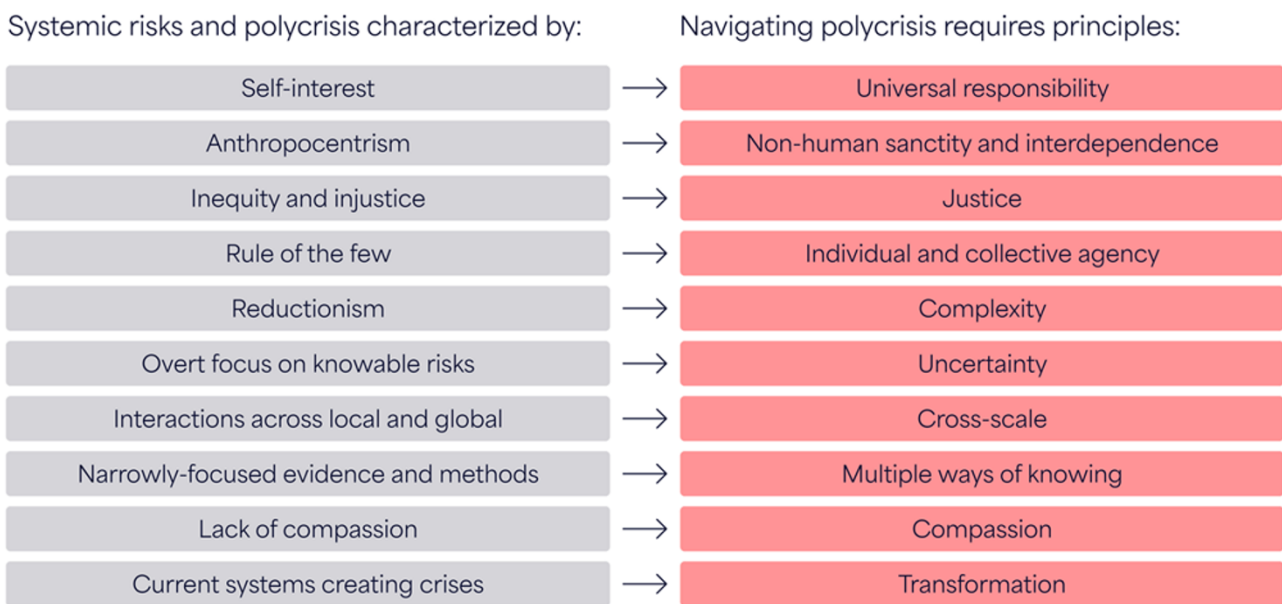 Systemic risks and polycrisis characterized by:
Navigating polycrisis requires principles:
Self-interest
Universal responsibility
Anthropocentrism
Non-human sanctity and interdependence
Inequity and injustice
Justice
Rule of the few
Individual and collective agency
Reductionism
Complexity
Overt focus on knowable risks
Uncertainty
Interactions across local and global
Cross-scale
Narrowly-focused evidence and methods
Multiple ways of knowing
Lack of compassion
Compassion
Current systems creating crises
Transformation